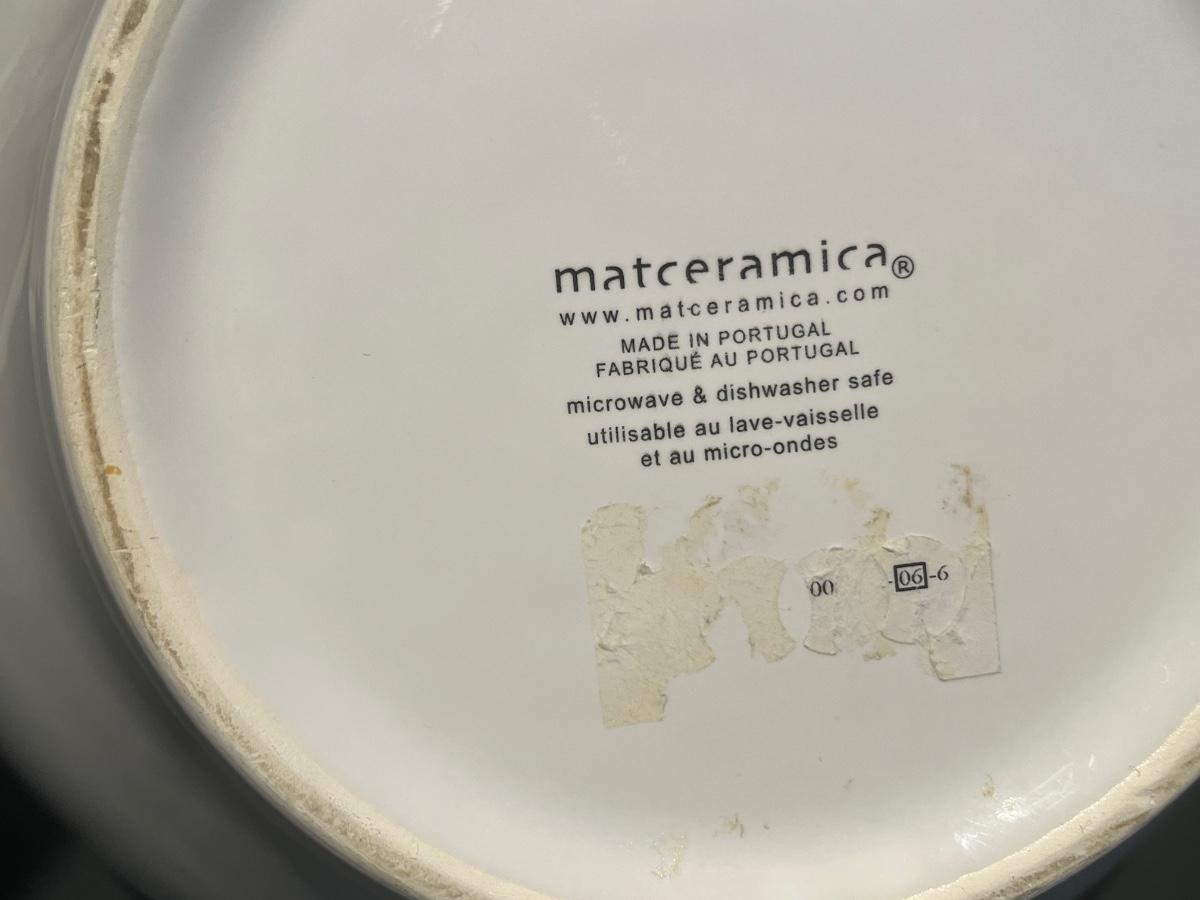 matceramica®
www.matceramica.com
MADE IN PORTUGAL
FABRIQUÉ AU PORTUGAL
microwave & dishwasher safe
utilisable au lave-vaisselle
et au micro-ondes
00 -06-6